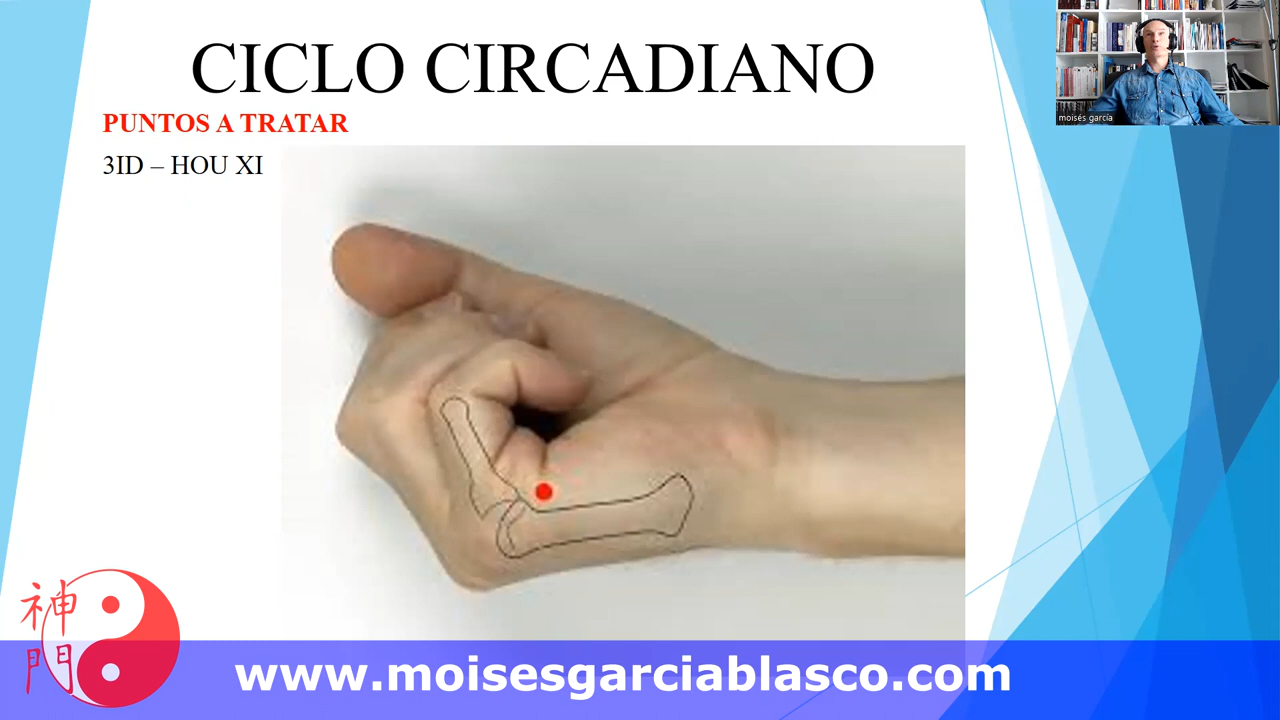 CICLO CIRCADIANO
PUNTOS A TRATAR
3ID – HOU XI
moisés garcía
神
門
www.moisesgarciablasco.com